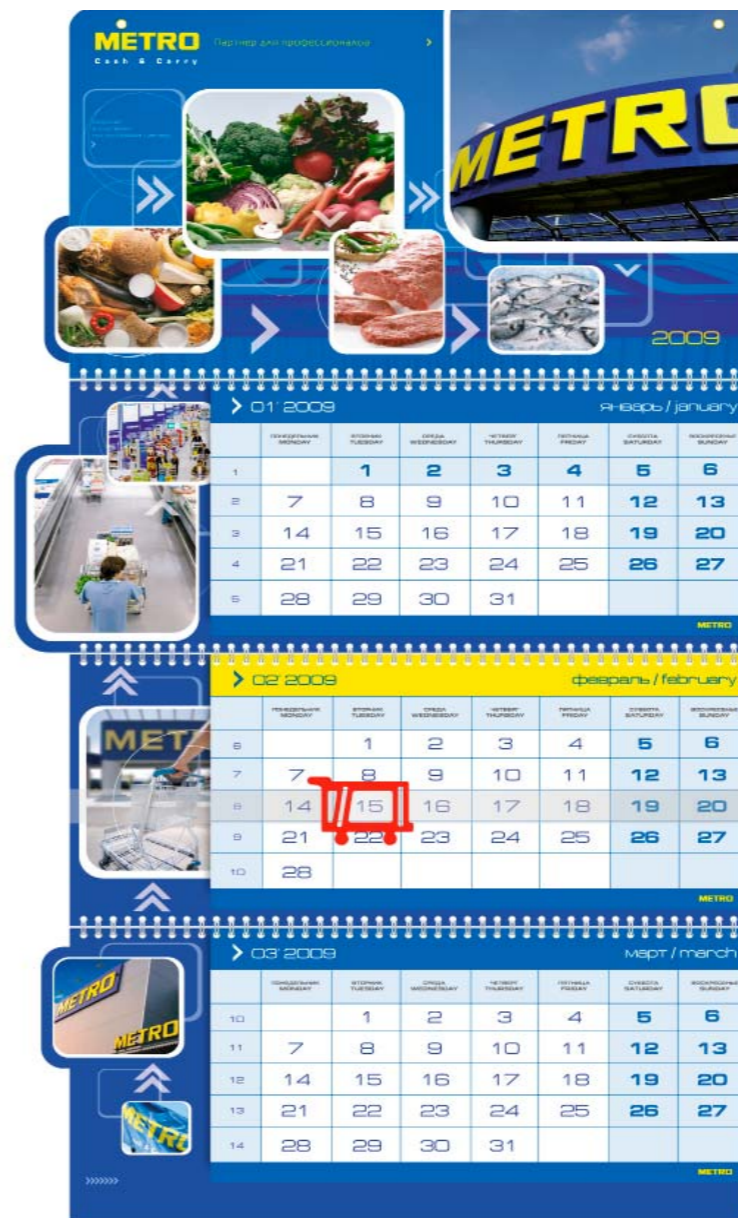 METRO
Cash & Carry
Партнер для профессионалов
METRO
2009
01' 2009 январь / january
ПОНЕДЕЛЬНИК ВТОРНИК СРЕДА ЧЕТВЕРГ ПЯТНИЦА СУББОТА ВОСКРЕСЕНЬЕ
MONDAY TUESDAY WEDNESDAY THURSDAY FRIDAY SATURDAY SUNDAY
1 1 2 3 4 5 6
2 7 8 9 10 11 12 13
3 14 15 16 17 18 19 20
4 21 22 23 24 25 26 27
5 28 29 30 31
METRO
02' 2009 февраль / february
ПОНЕДЕЛЬНИК ВТОРНИК СРЕДА ЧЕТВЕРГ ПЯТНИЦА СУББОТА ВОСКРЕСЕНЬЕ
MONDAY TUESDAY WEDNESDAY THURSDAY FRIDAY SATURDAY SUNDAY
MET
6 1 2 3 4 5 6
7 7 8 9 10 11 12 13
8 14 15 16 17 18 19 20
9 21 22 23 24 25 26 27
10 28
METRO
03' 2009 март / march
ПОНЕДЕЛЬНИК ВТОРНИК СРЕДА ЧЕТВЕРГ ПЯТНИЦА СУББОТА ВОСКРЕСЕНЬЕ
MONDAY TUESDAY WEDNESDAY THURSDAY FRIDAY SATURDAY SUNDAY
METRO
METRO
10 1 2 3 4 5 6
11 7 8 9 10 11 12 13
12 14 15 16 17 18 19 20
13 21 22 23 24 25 26 27
METRO
14 28 29 30 31
METRO